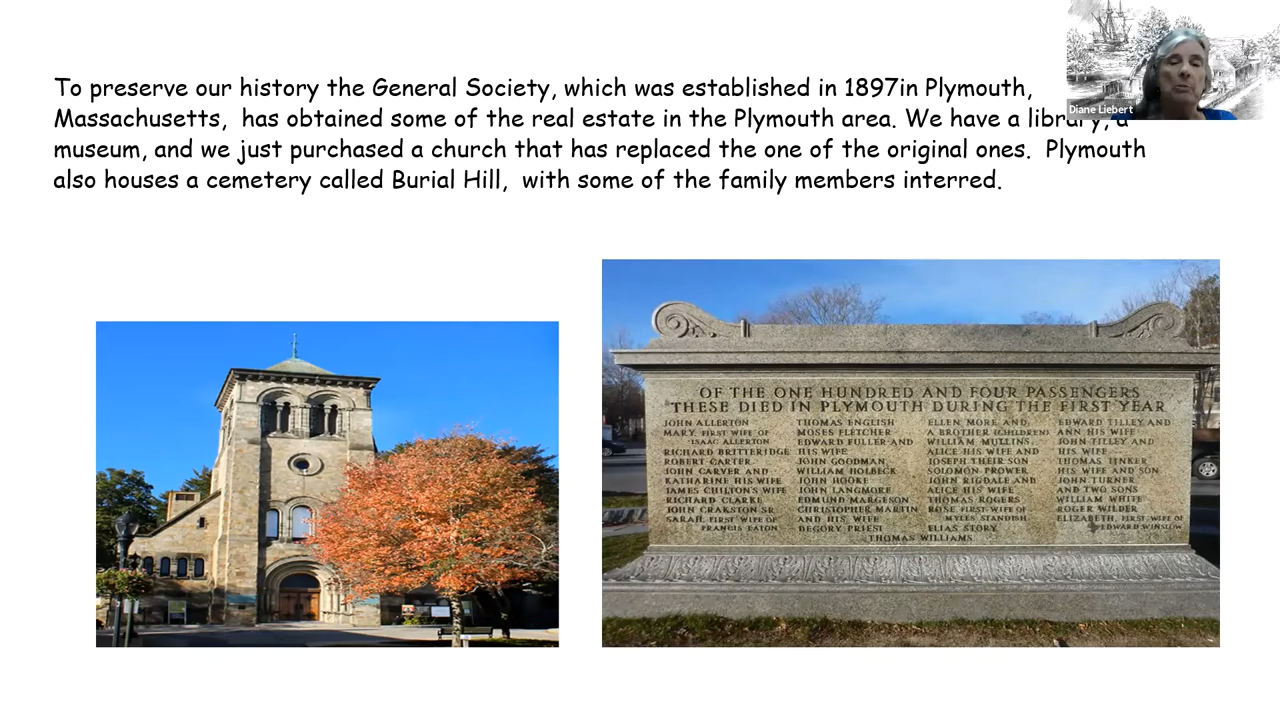 To preserve our history the General Society, which was established in 1897in Plymouth,
Massachusetts, has obtained some of the real estate in the Plymouth area. We have a library, a
museum, and we just purchased a church that has replaced the one of the original ones. Plymouth
also houses a cemetery called Burial Hill, with some of the family members interred.
Diane Liebert
OF THE ONE HUNDRED AND FOUR PASSENGERS
THESE DIED IN PLYMOUTH DURING THE FIRST YEAR
JOHN ALLERTON
MARY, FIRST WIFE OF
ISAAC ALLERTON
RICHARD BRITTERIDGE
ROBERT CARTER
JOHN CARVER AND
KATHARINE HIS WIFE
JAMES CHILTON'S WIFE
RICHARD CLARKE
JOHN CRAKSTON SR.
SARAH, FIRST WIFE OF
FRANCIS EATON
THOMAS ENGLISH
MOSES FLETCHER
EDWARD FULLER AND
HIS WIFE
JOHN GOODMAN
WILLIAM HOLBECK
JOHN HOOKE
JOHN LANGMORE
EDMUND MARGESON
CHRISTOPHER MARTIN
AND HIS WIFE
DEGORY PRIEST
ELLEN MORE AND
A BROTHER (CHILDREN)
WILLIAM MULLINS,
ALICE HIS WIFE AND
JOSEPH THEIR SON
SOLOMON PROWER
JOHN RIGDALE AND
ALICE HIS WIFE
THOMAS ROGERS
ROSE, FIRST WIFE OF
MYLES STANDISH
ELIAS STORY
EDWARD TILLEY AND
ANN HIS WIFE
JOHN TILLEY AND
HIS WIFE
THOMAS TINKER
HIS WIFE AND SON
JOHN TURNER
AND TWO SONS
WILLIAM WHITE
ROGER WILDER
ELIZABETH, FIRST WIFE OF
EDWARD WINSLOW
THOMAS WILLIAMS